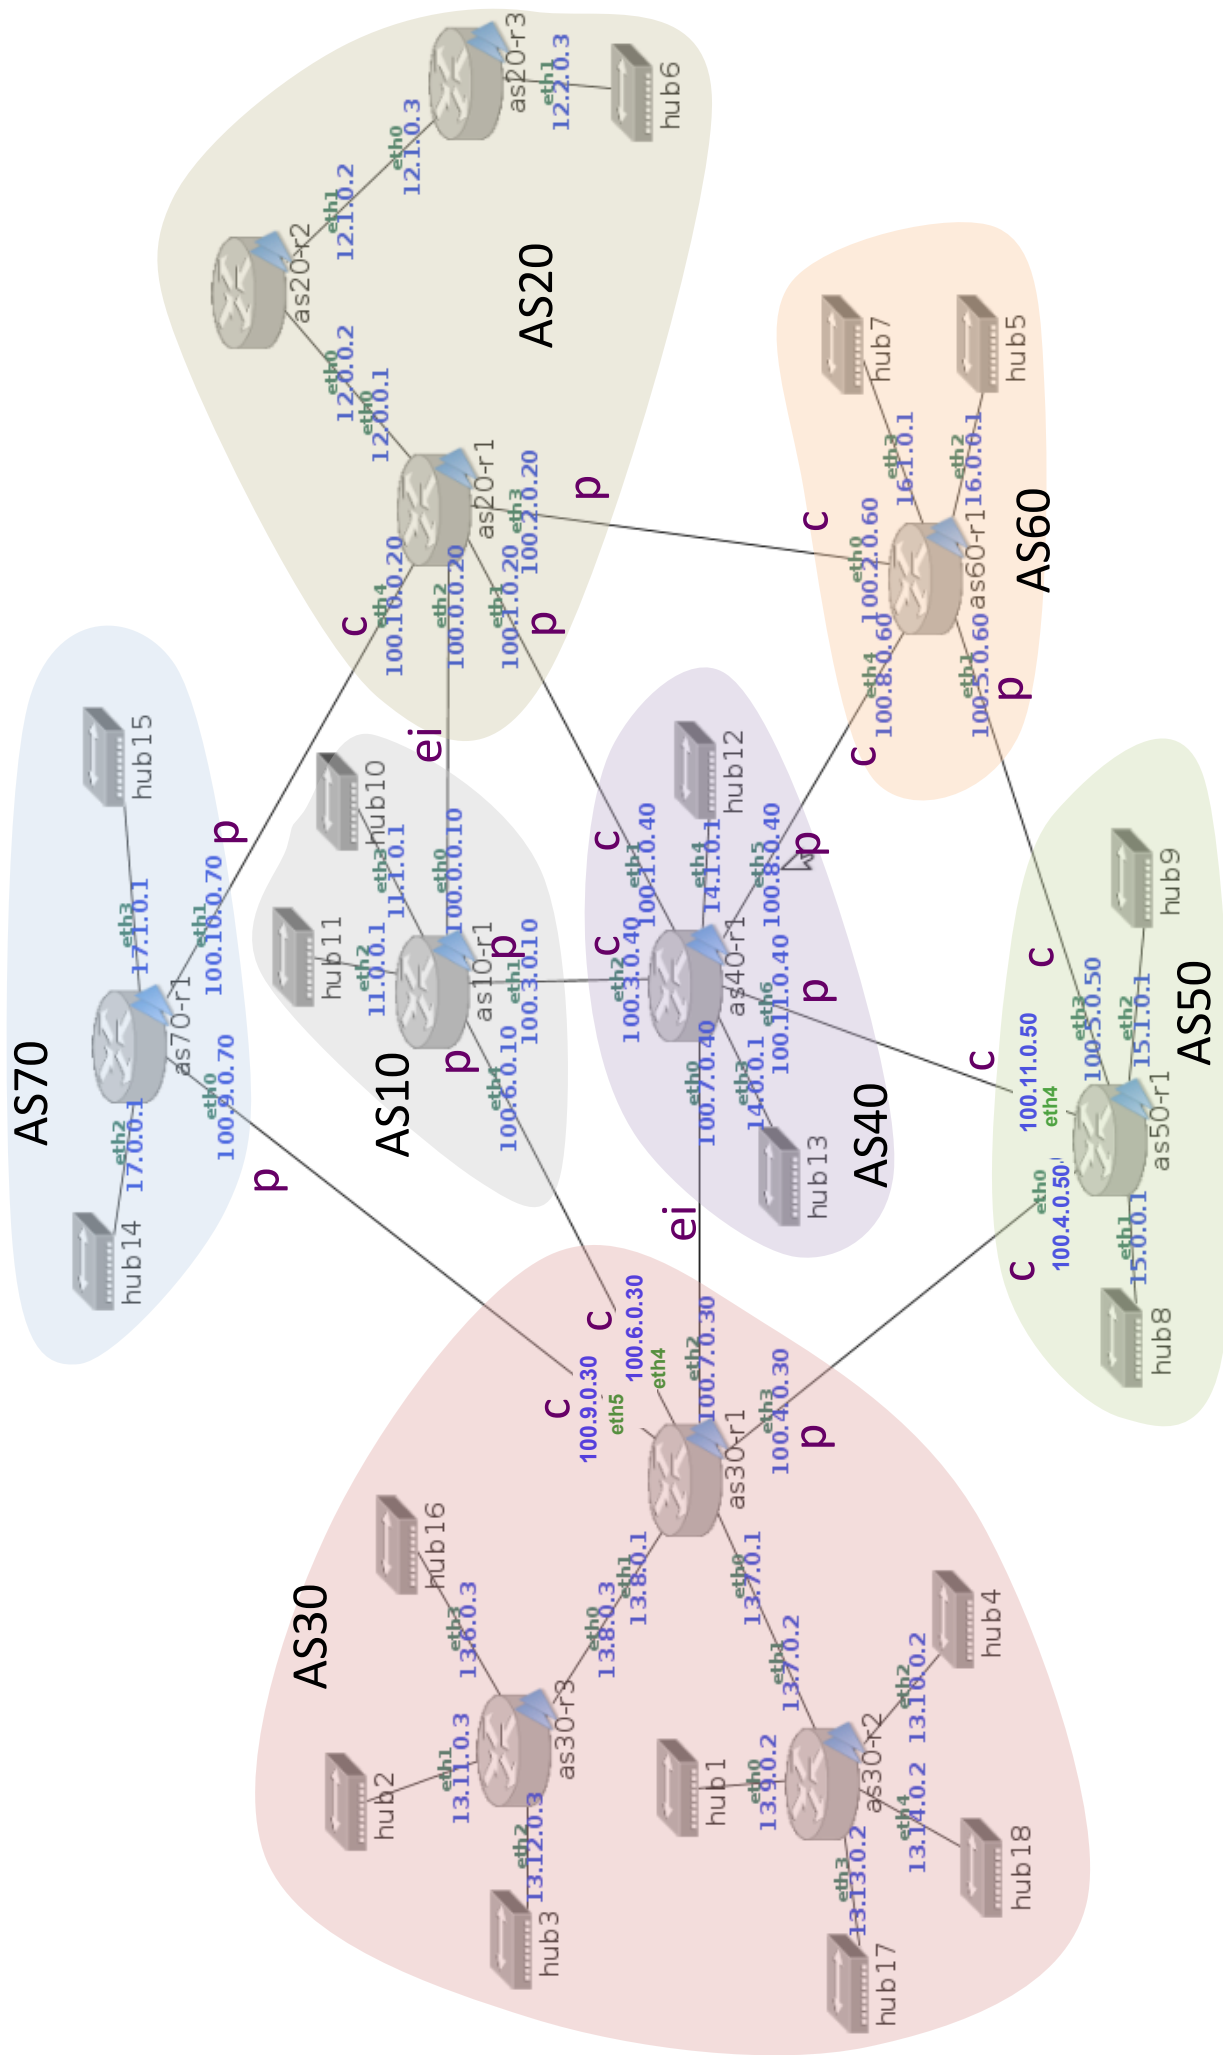 AS70
hub14
eth2
17.0.0.1
as70-r1
eth3
17.1.0.1
hub15
eth0
100.9.0.70
p
eth1
100.10.0.70
p
AS10
hub11
eth2
11.0.0.1
hub10
eth3
11.1.0.1
as10-r1
eth0
100.0.0.10
ei
p
eth4
100.6.0.10
p
eth1
100.3.0.10
AS20
c
eth4
100.10.0.20
eth2
100.0.0.20
eth1
100.1.0.20
p
as20-r1
eth3
100.2.0.20
p
eth0
12.0.0.1
eth0
12.0.0.2
as20-r2
eth1
12.1.0.2
eth0
12.1.0.3
as20-r3
eth1
12.2.0.3
hub6
AS30
hub16
eth3
13.6.0.3
hub2
eth1
13.11.0.3
as30-r3
eth2
13.12.0.3
hub3
eth0
13.8.0.3
eth1
13.8.0.1
c
100.9.0.30
eth5
c
100.6.0.30
eth4
as30-r1
eth2
100.7.0.30
eth3
100.4.0.30
p
eth0
13.7.0.1
eth1
13.7.0.2
hub1
eth0
13.9.0.2
as30-r2
eth2
13.10.0.2
hub4
eth4
13.14.0.2
hub18
eth3
13.13.0.2
hub17
ei
AS40
c
eth2
100.3.0.40
c
eth1
100.1.0.40
as40-r1
eth0
100.7.0.40
eth3
14.0.0.1
hub13
eth4
14.1.0.1
hub12
eth5
100.8.0.40
p
eth6
100.11.0.40
p
AS60
c
eth0
100.2.0.60
c
eth4
100.8.0.60
as60-r1
eth1
100.5.0.60
p
eth3
16.1.0.1
hub7
eth2
16.0.0.1
hub5
AS50
c
100.11.0.50
eth4
c
eth0
100.4.0.50
c
eth3
100.5.0.50
as50-r1
eth1
15.0.0.1
hub8
eth2
15.1.0.1
hub9